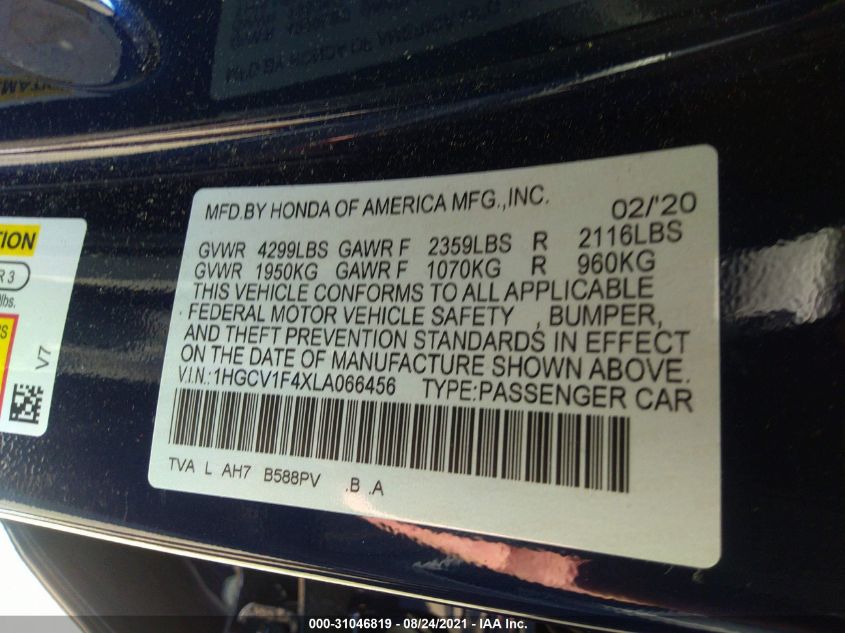 MFD.BY HONDA OF AMERICA MFG.,INC. 02/'20
GVWR 4299LBS GAWR F 2359LBS R 2116LBS
GVWR 1950KG GAWR F 1070KG R 960KG
THIS VEHICLE CONFORMS TO ALL APPLICABLE
FEDERAL MOTOR VEHICLE SAFETY , BUMPER,
AND THEFT PREVENTION STANDARDS IN EFFECT
ON THE DATE OF MANUFACTURE SHOWN ABOVE.
V.I.N.:1HGCV1F4XLA066456 TYPE:PASSENGER CAR
TVA L AH7 B588PV .B .A
TION
R 3
lbs.
V7
000-31046819 / 08/24/2021 - IAA Inc.